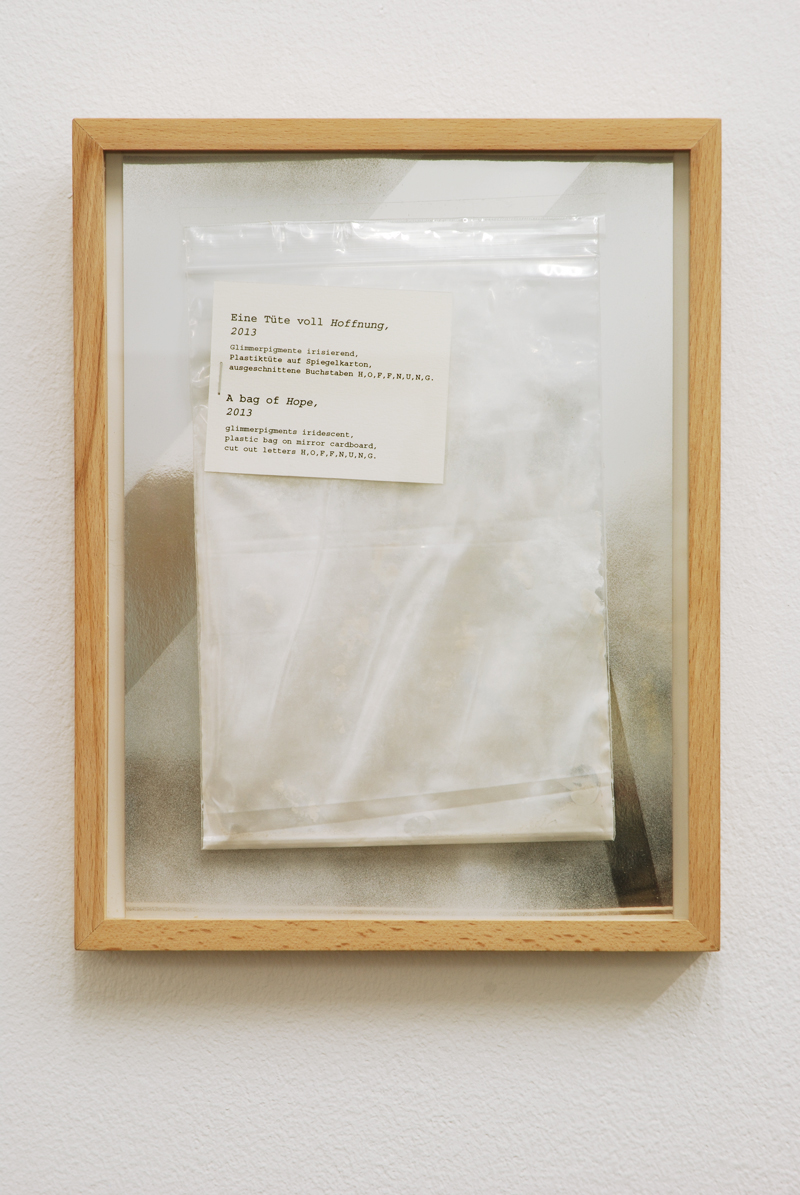 Eine Tüte voll Hoffnung,
2013
Glimmerpigmente irisierend,
Plastiktüte auf Spiegelkarton,
ausgeschnittene Buchstaben H,O,F,F,N,U,N,G.
A bag of Hope,
2013
glimmerpigments iridescent,
plastic bag on mirror cardboard,
cut out letters H,O,F,F,N,U,N,G.